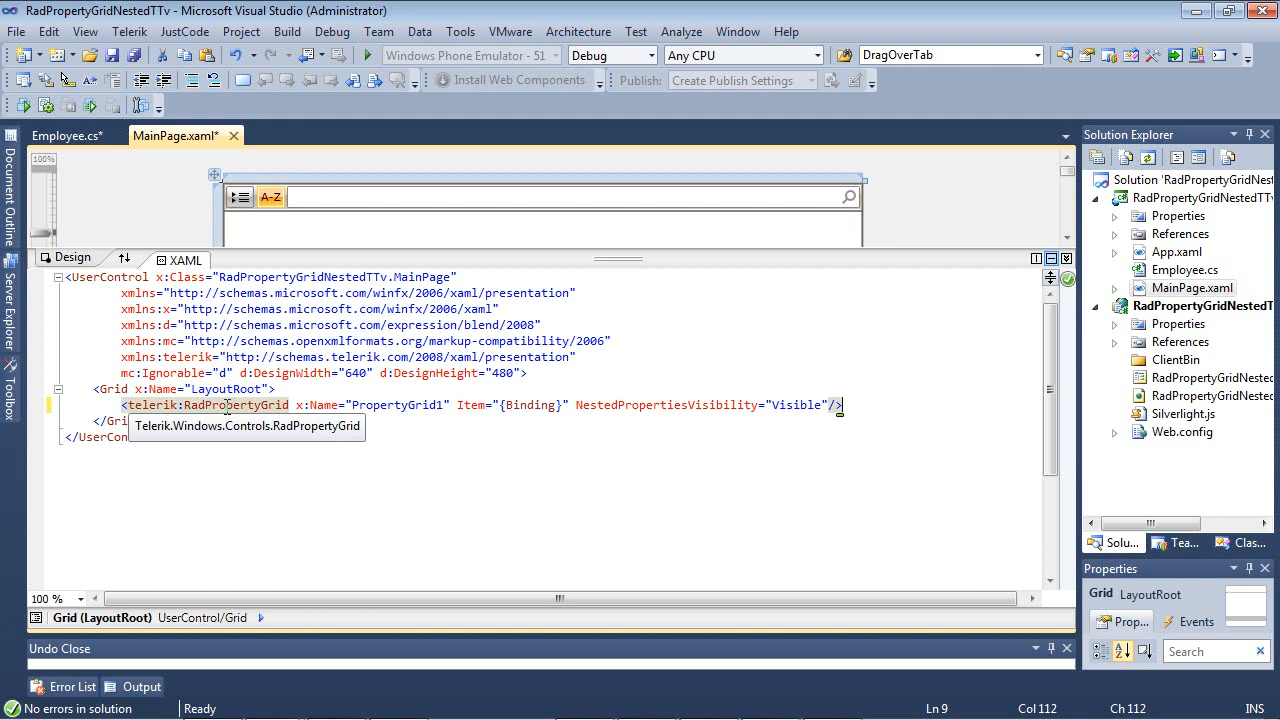 RadPropertyGridNestedTTv - Microsoft Visual Studio (Administrator)
File Edit View Telerik JustCode Project Build Debug Team Data Tools VMware Architecture Test Analyze Window Help
Windows Phone Emulator - 51 Debug Any CPU DragOverTab
Install Web Components Publish: Create Publish Settings
Employee.cs* MainPage.xaml*
Document Outline
Server Explorer
Toolbox
100%
A-Z
Design XAML
<UserControl x:Class="RadPropertyGridNestedTTv.MainPage"
xmlns="http://schemas.microsoft.com/winfx/2006/xaml/presentation"
xmlns:x="http://schemas.microsoft.com/winfx/2006/xaml"
xmlns:d="http://schemas.microsoft.com/expression/blend/2008"
xmlns:mc="http://schemas.openxmlformats.org/markup-compatibility/2006"
xmlns:telerik="http://schemas.telerik.com/2008/xaml/presentation"
mc:Ignorable="d" d:DesignWidth="640" d:DesignHeight="480">
<Grid x:Name="LayoutRoot">
<telerik:RadPropertyGrid x:Name="PropertyGrid1" Item="{Binding}" NestedPropertiesVisibility="Visible"/>
</Gri
Telerik.Windows.Controls.RadPropertyGrid
</UserCon
100 %
Grid (LayoutRoot) UserControl/Grid
Undo Close
Error List Output
No errors in solution Ready Ln 9 Col 112 Ch 112 INS
Solution Explorer
Solution 'RadPropertyGridNest
RadPropertyGridNestedTTv
Properties
References
App.xaml
Employee.cs
MainPage.xaml
RadPropertyGridNestedT
Properties
References
ClientBin
RadPropertyGridNestedT
RadPropertyGridNestedT
Silverlight.js
Web.config
Solu... Tea... Clas...
Properties
Grid LayoutRoot
Prop... Events
Search